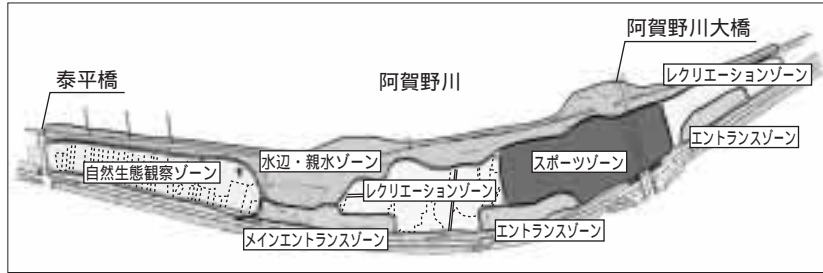 阿賀野川大橋
泰平橋
阿賀野川
レクリエーションゾーン
エントランスゾーン
水辺・親水ゾーン
スポーツゾーン
自然生態観察ゾーン
レクリエーションゾーン
メインエントランスゾーン
エントランスゾーン